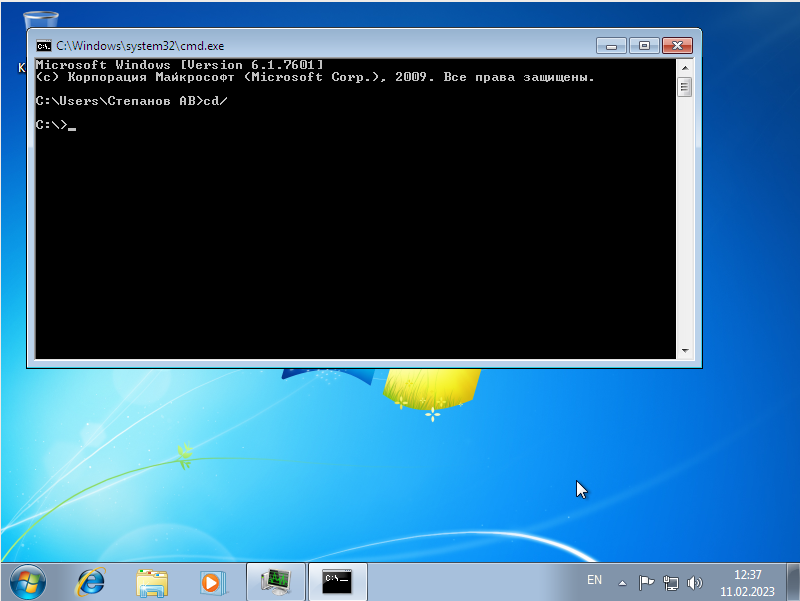 C:\Windows\system32\cmd.exe
Microsoft Windows [Version 6.1.7601]
(c) Корпорация Майкрософт (Microsoft Corp.), 2009. Все права защищены.
C:\Users\Степанов АВ>cd/
C:\>_
EN
12:37
11.02.2023